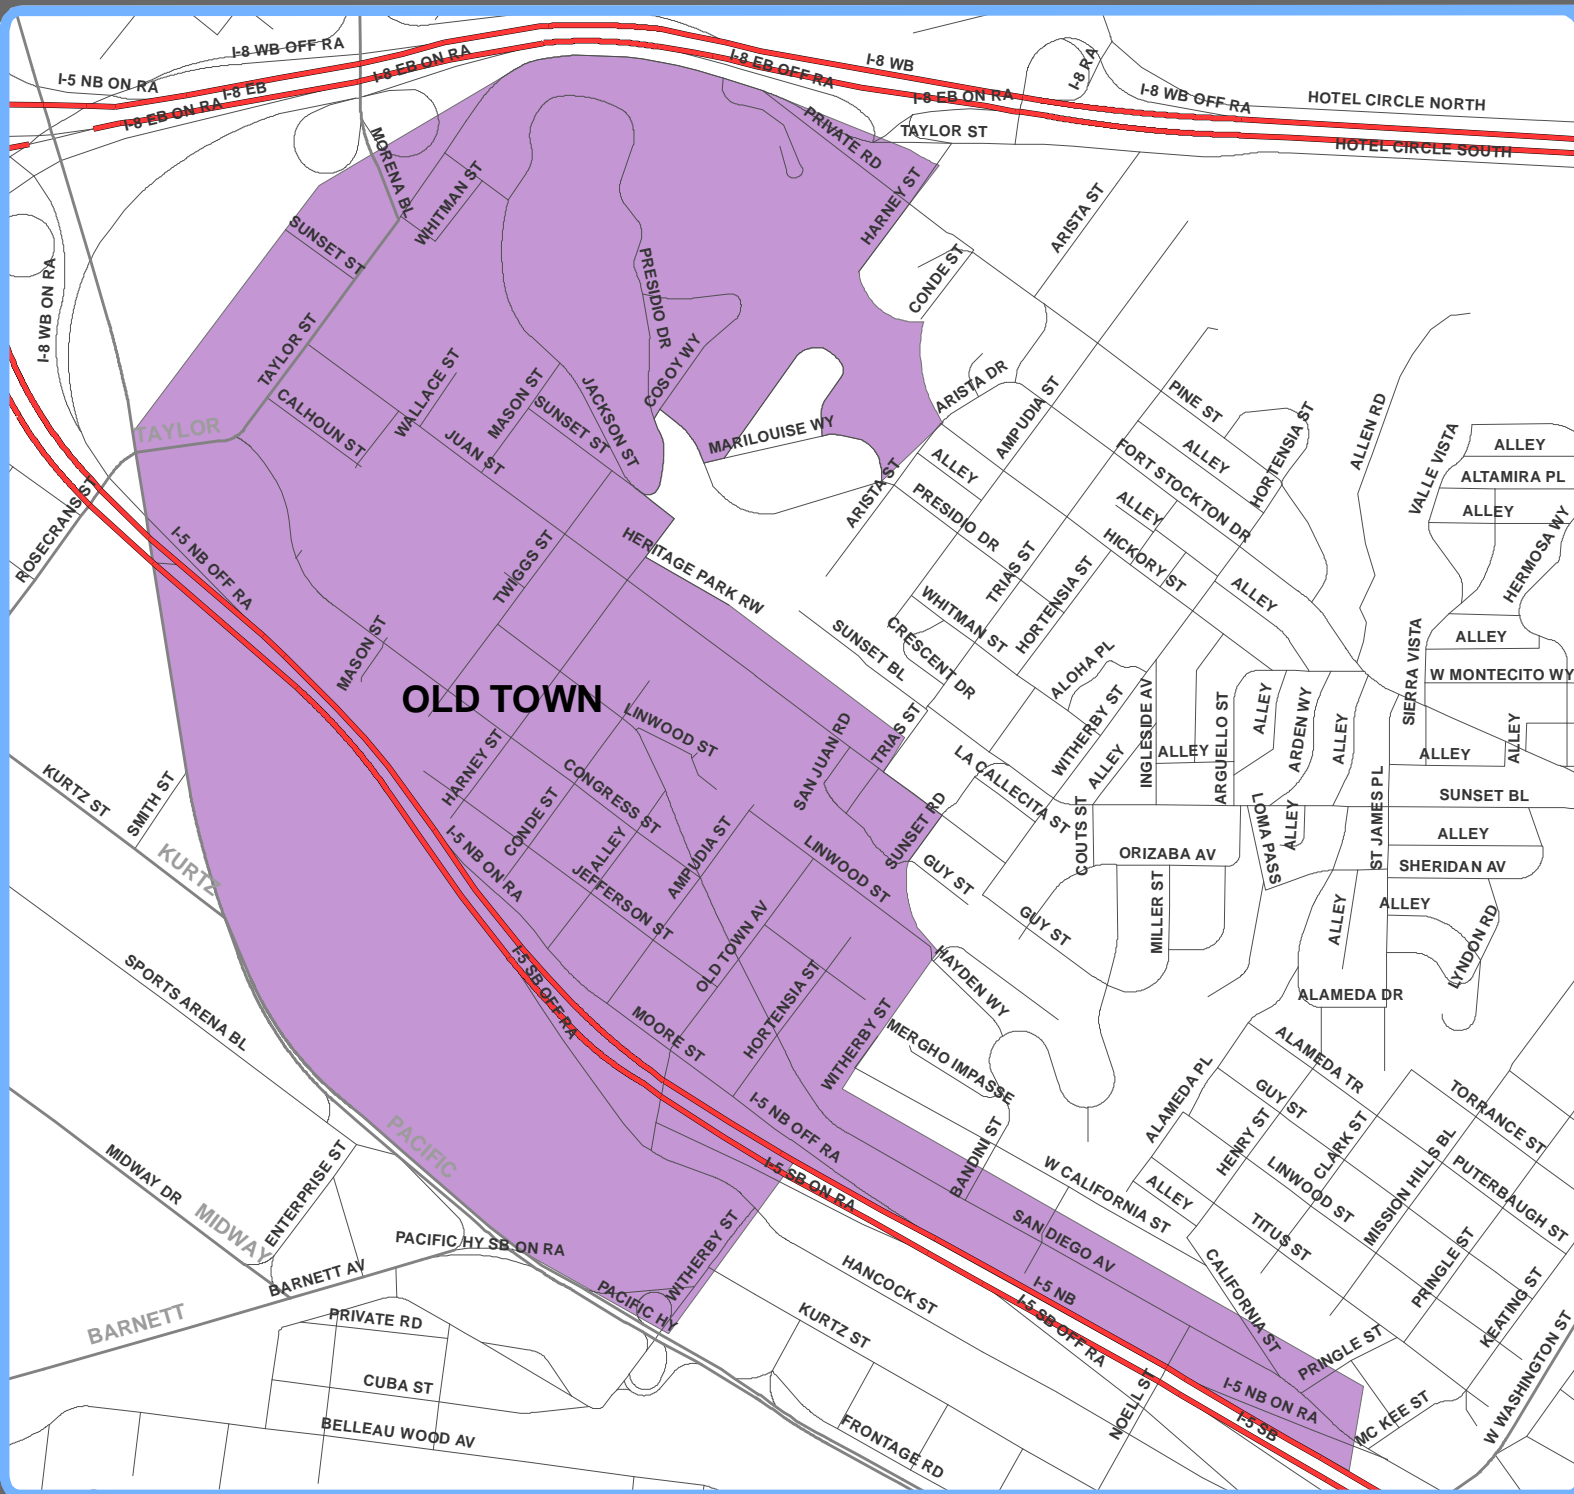 I-8 WB OFF RA
I-5 NB ON RA
I-8 EB
I-8 EB ON RA
I-8 EB ON RA
I-8 EB OFF RA
I-8 WB
I-8 EB ON RA
I-8 RA
I-8 WB OFF RA
HOTEL CIRCLE NORTH
HOTEL CIRCLE SOUTH
TAYLOR ST
PRIVATE RD
MORENA BL
WHITMAN ST
HARNEY ST
ARISTA ST
SUNSET ST
CONDE ST
PRESIDIO DR
I-8 WB ON RA
TAYLOR ST
WALLACE ST
MASON ST
COSOY WY
JACKSON ST
SUNSET ST
CALHOUN ST
JUAN ST
MARILOUISE WY
ARISTA DR
AMPUDIA ST
PINE ST
ALLEY
HORTENSIA ST
ALLEN RD
VALLE VISTA
ALLEY
ALTAMIRA PL
ALLEY
HERMOSA WY
TAYLOR
ALLEY
ARISTA ST
PRESIDIO DR
FORT STOCKTON DR
ALLEY
HICKORY ST
ALLEY
ROSECRANS ST
I-5 NB OFF RA
TWIGGS ST
HERITAGE PARK RW
TRIAS ST
HORTENSIA ST
WHITMAN ST
CRESCENT DR
SUNSET BL
ALOHA PL
ALLEY
SIERRA VISTA
W MONTECITO WY
MASON ST
OLD TOWN
LINWOOD ST
SAN JUAN RD
TRIAS ST
WITHERBY ST
INGLESIDE AV
ALLEY
ALLEY
ARGUELLO ST
ALLEY
ARDEN WY
ALLEY
ALLEY
ALLEY
HARNEY ST
CONGRESS ST
CONDE ST
LA CALLECITA ST
SUNSET RD
COUTS ST
LOMA PASS
ALLEY
ST JAMES PL
SUNSET BL
ALLEY
SHERIDAN AV
ORIZABA AV
KURTZ ST
SMITH ST
KURTZ
I-5 NB ON RA
ALLEY
AMPUDIA ST
JEFFERSON ST
LINWOOD ST
GUY ST
GUY ST
MILLER ST
ALLEY
ALLEY
LYNDON RD
OLD TOWN AV
HORTENSIA ST
HAYDEN WY
ALAMEDA DR
SPORTS ARENA BL
I-5 SB OFF RA
MOORE ST
WITHERBY ST
MERGHO IMPASSE
ALAMEDA PL
ALAMEDA TR
GUY ST
HENRY ST
CLARK ST
TORRANCE ST
PACIFIC
I-5 NB OFF RA
I-5 SB ON RA
BANDINI ST
W CALIFORNIA ST
ALLEY
LINWOOD ST
MISSION HILLS BL
PUTERBAUGH ST
MIDWAY DR
MIDWAY
ENTERPRISE ST
PACIFIC HY SB ON RA
BARNETT AV
WITHERBY ST
SAN DIEGO AV
TITUS ST
PRINGLE ST
KEATING ST
BARNETT
PRIVATE RD
PACIFIC HY
HANCOCK ST
KURTZ ST
I-5 NB
I-5 SB OFF RA
CALIFORNIA ST
PRINGLE ST
W WASHINGTON ST
CUBA ST
BELLEAU WOOD AV
FRONTAGE RD
NOELL ST
I-5 NB ON RA
I-5 SB
MC KEE ST